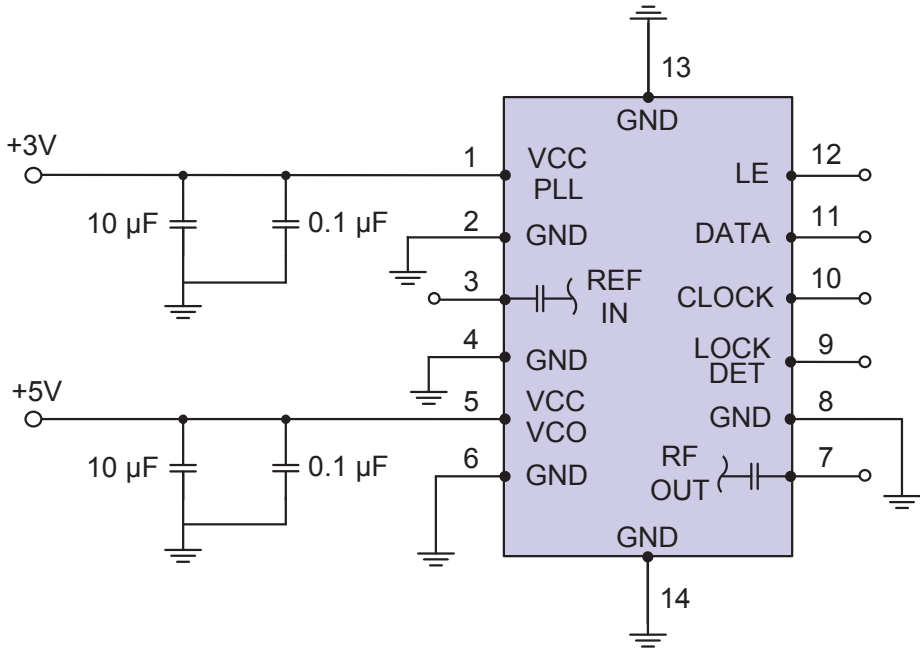 13
GND
+3V
1
VCC
PLL
LE
12
10 µF
0.1 µF
2
GND
DATA
11
3
REF
IN
CLOCK
10
4
GND
LOCK
DET
9
+5V
5
VCC
VCO
GND
8
10 µF
0.1 µF
6
GND
RF
OUT
7
GND
14